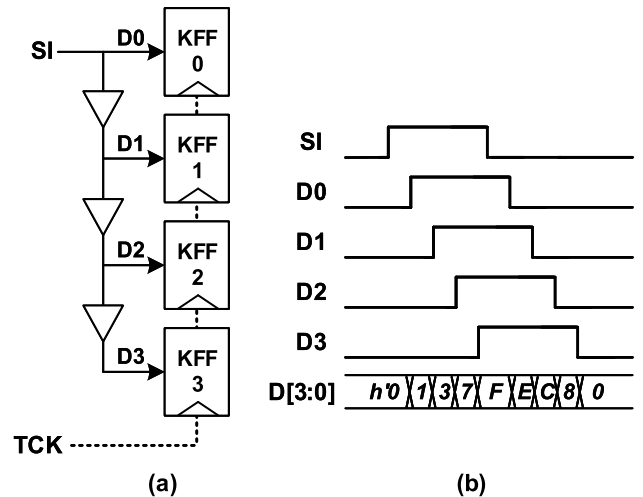 SI
D0
KFF
0
D1
KFF
1
D2
KFF
2
D3
KFF
3
TCK
(a)
SI
D0
D1
D2
D3
D[3:0] h'0 1 3 7 F E C 8 0
(b)